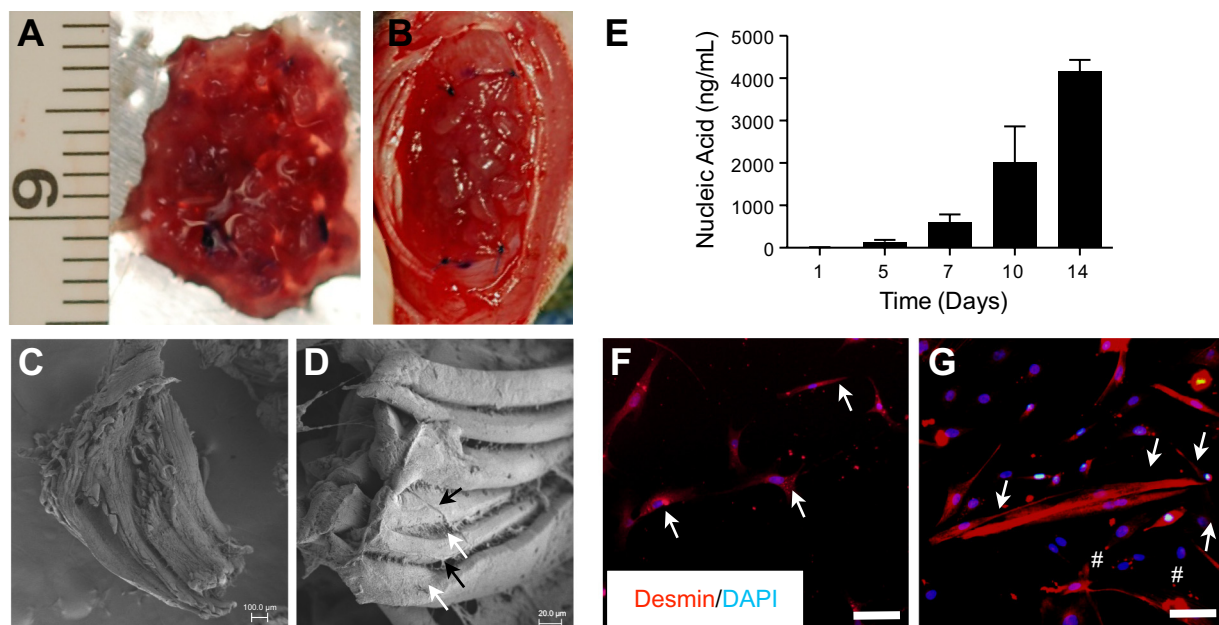 A
B
E
Nucleic Acid (ng/mL)
5000
4000
3000
2000
1000
0
1 5 7 10 14
Time (Days)
C
100.0 µm
D
20.0 µm
F
Desmin/DAPI
G
#
#